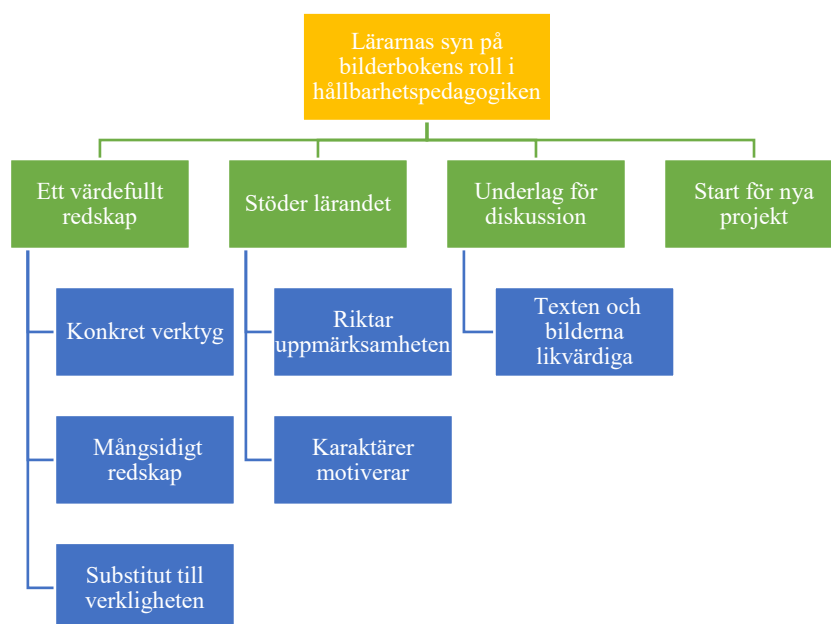 Lärarnas syn på
bilderbokens roll i
hållbarhetspedagogiken
Ett värdefullt
redskap
Stöder lärandet
Underlag för
diskussion
Start för nya
projekt
Konkret verktyg
Mångsidigt
redskap
Substitut till
verkligheten
Riktar
uppmärksamheten
Karaktärer
motiverar
Texten och
bilderna
likvärdiga